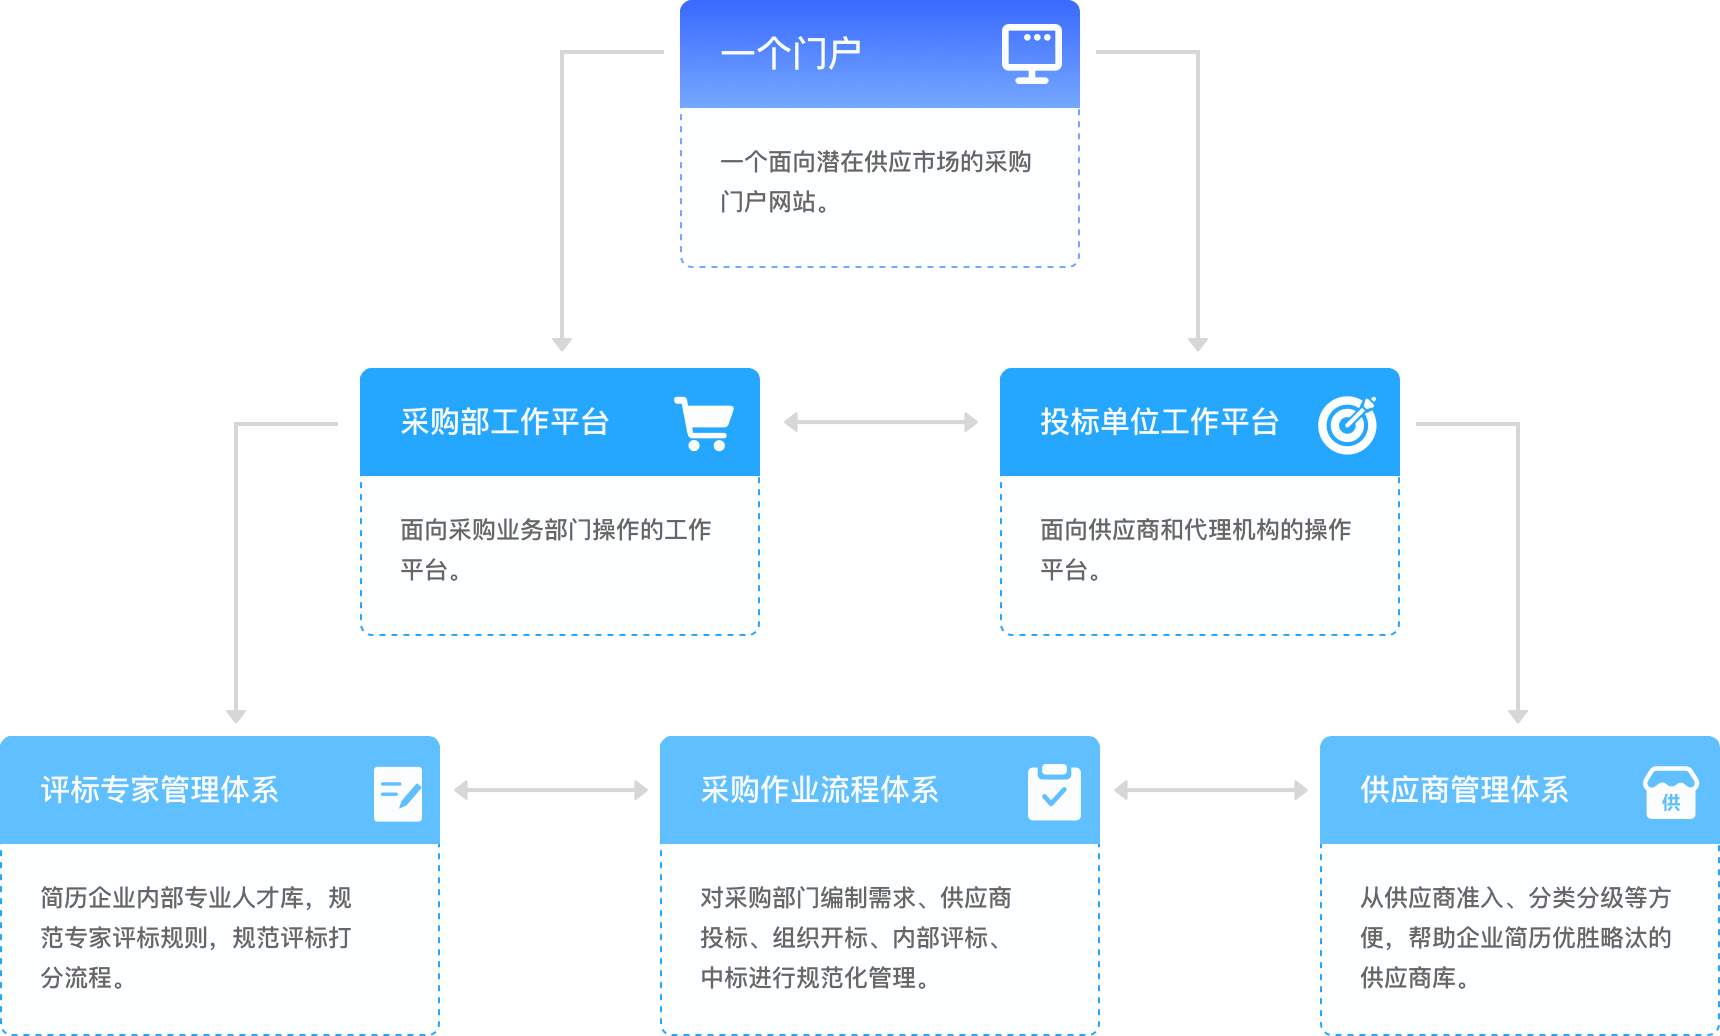 一个门户
一个面向潜在供应市场的采购
门户网站。
采购部工作平台
面向采购业务部门操作的工作
平台。
投标单位工作平台
面向供应商和代理机构的操作
平台。
评标专家管理体系
简历企业内部专业人才库，规
范专家评标规则，规范评标打
分流程。
采购作业流程体系
对采购部门编制需求、供应商
投标、组织开标、内部评标、
中标进行规范化管理。
供应商管理体系
供
从供应商准入、分类分级等方
便，帮助企业简历优胜略汰的
供应商库。